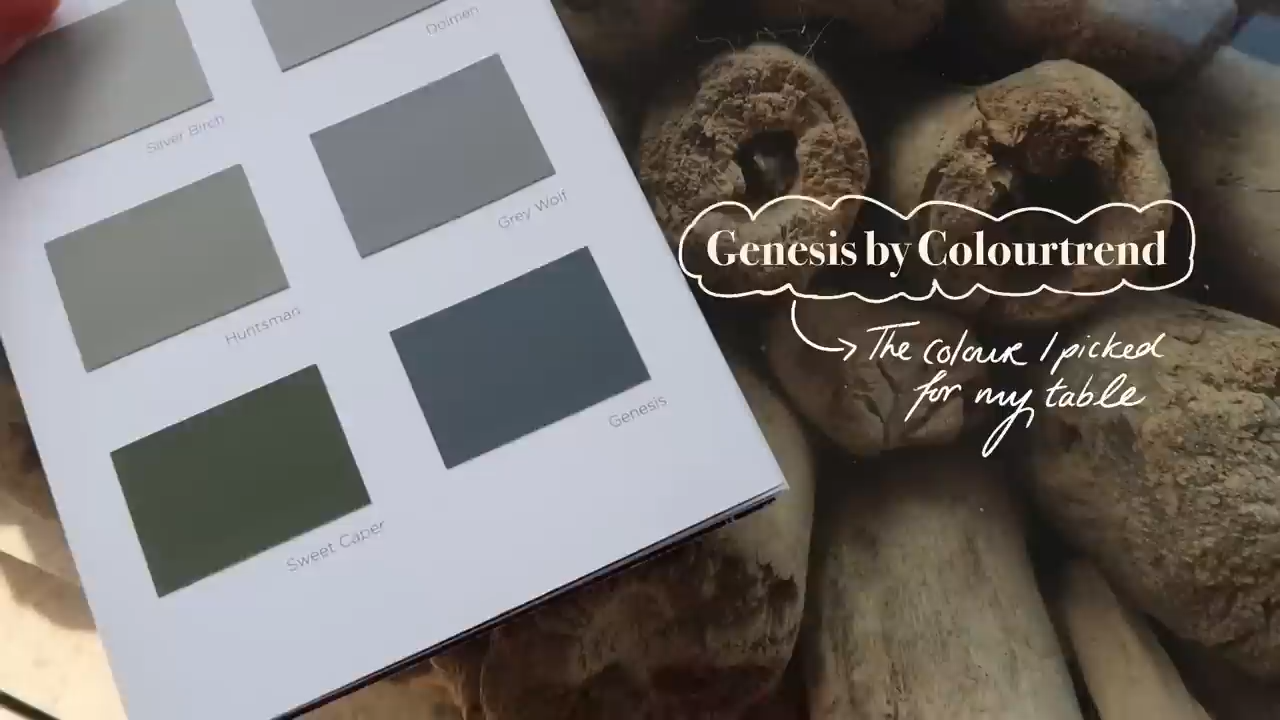 Dolmen
Silver Birch
Grey Wolf
Huntsman
Genesis
Sweet Caper
Genesis by Colourtrend
The colour I picked
for my table